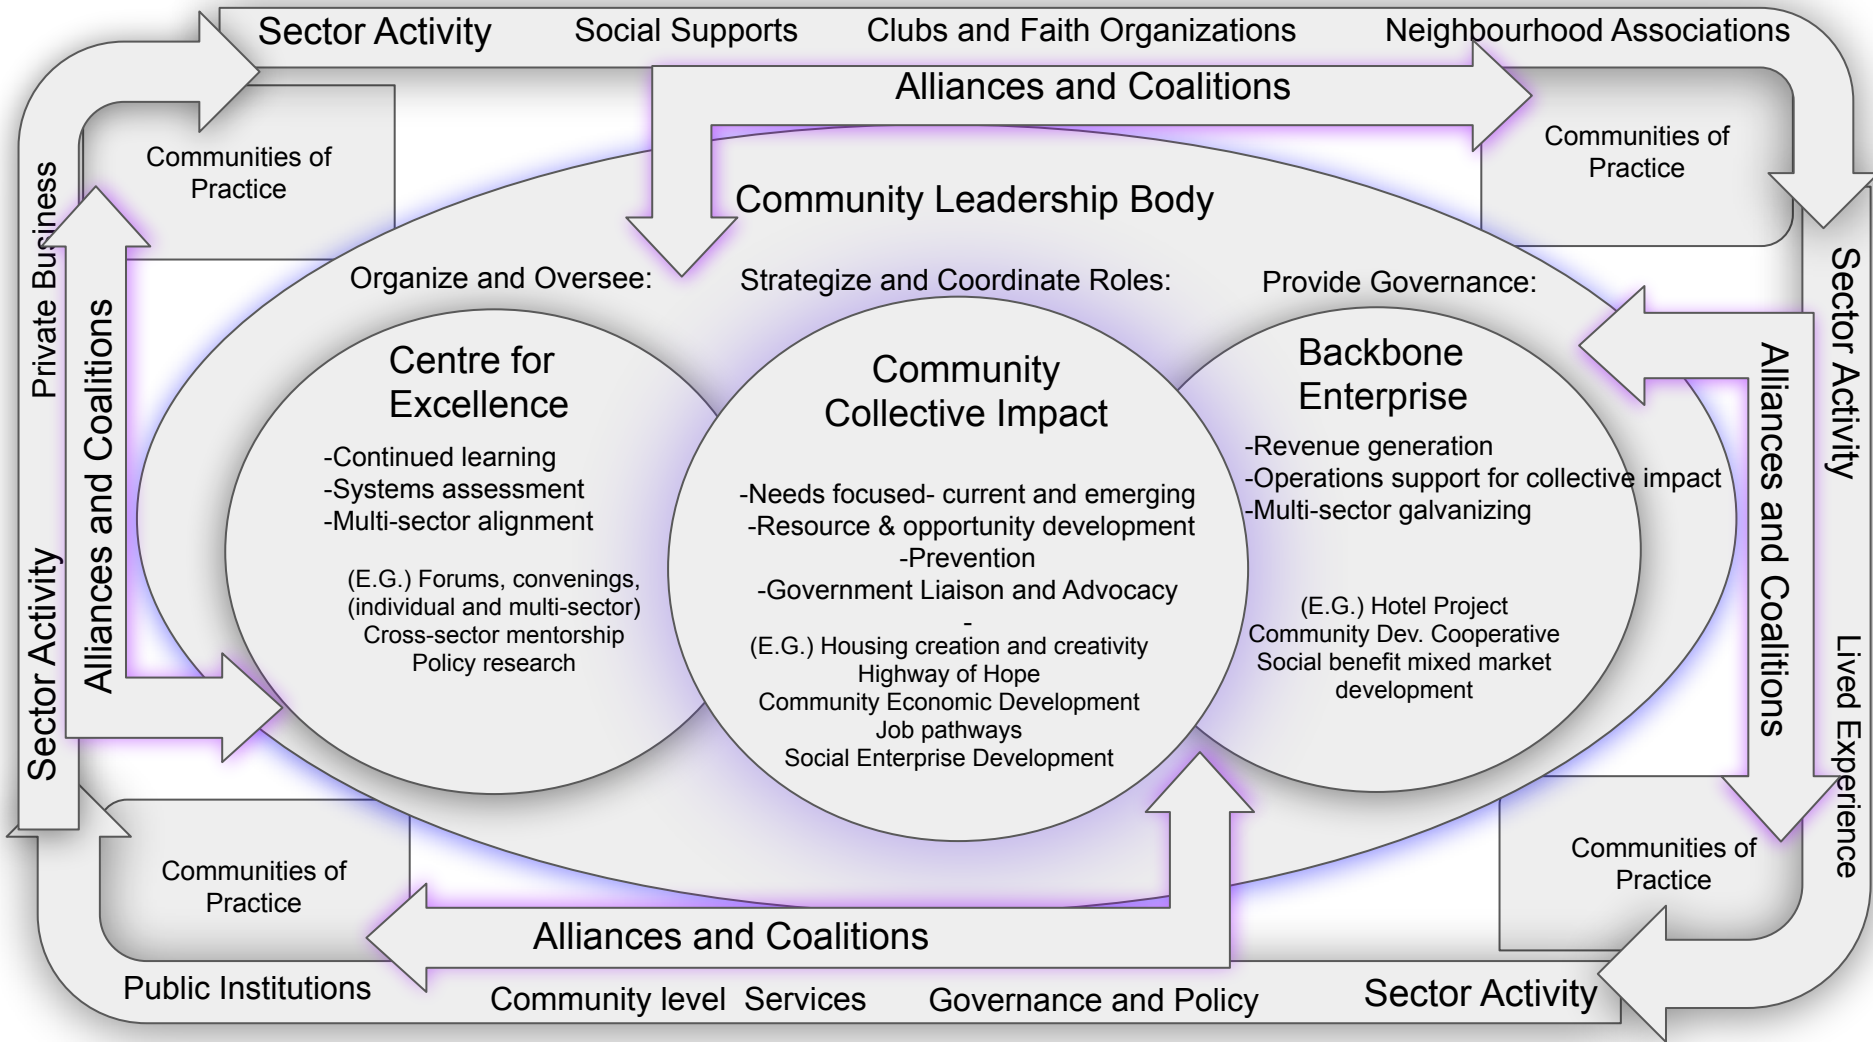 Sector Activity
Social Supports
Clubs and Faith Organizations
Neighbourhood Associations
Alliances and Coalitions
Communities of
Practice
Communities of
Practice
Private Business
Alliances and Coalitions
Sector Activity
Community Leadership Body
Organize and Oversee:
Strategize and Coordinate Roles:
Provide Governance:
Centre for
Excellence
-Continued learning
-Systems assessment
-Multi-sector alignment
(E.G.) Forums, convenings,
(individual and multi-sector)
Cross-sector mentorship
Policy research
Community
Collective Impact
-Needs focused- current and emerging
-Resource & opportunity development
-Prevention
-Government Liaison and Advocacy
-
(E.G.) Housing creation and creativity
Highway of Hope
Community Economic Development
Job pathways
Social Enterprise Development
Backbone
Enterprise
-Revenue generation
-Operations support for collective impact
-Multi-sector galvanizing
(E.G.) Hotel Project
Community Dev. Cooperative
Social benefit mixed market
development
Sector Activity
Alliances and Coalitions
Lived Experience
Communities of
Practice
Communities of
Practice
Alliances and Coalitions
Public Institutions
Community level  Services
Governance and Policy
Sector Activity